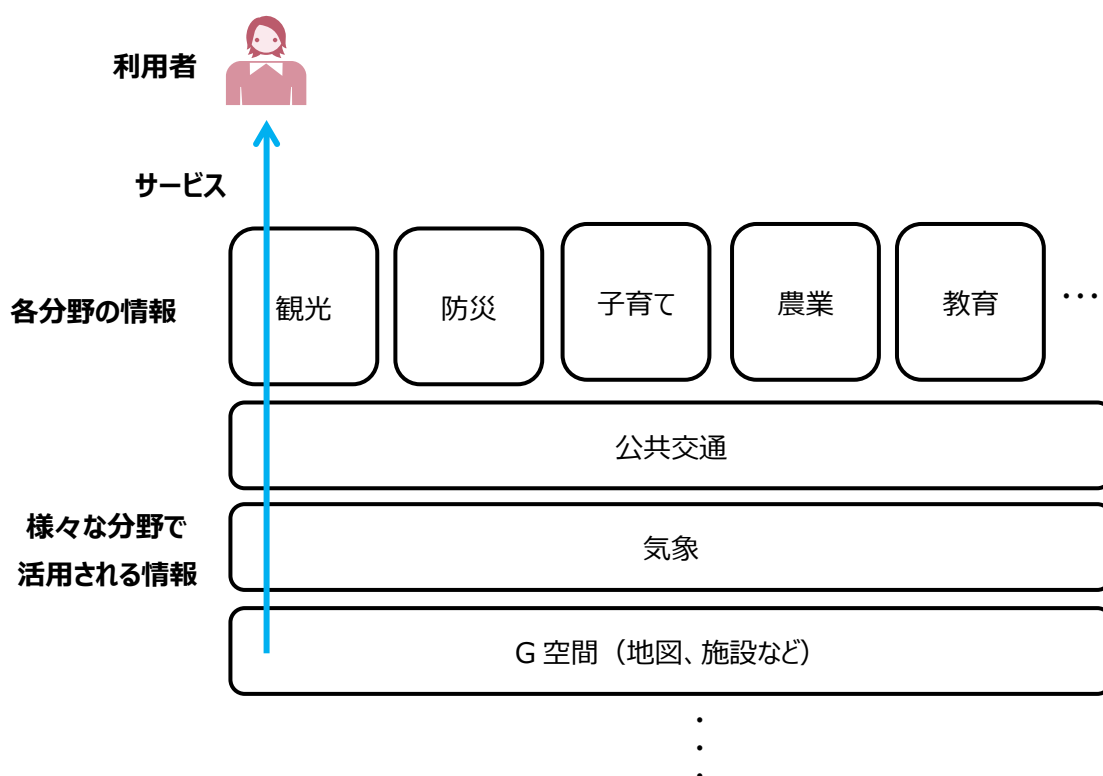 利用者
サービス
各分野の情報
観光
防災
子育て
農業
教育
…
公共交通
様々な分野で
活用される情報
気象
G 空間（地図、施設など）
・
・
・